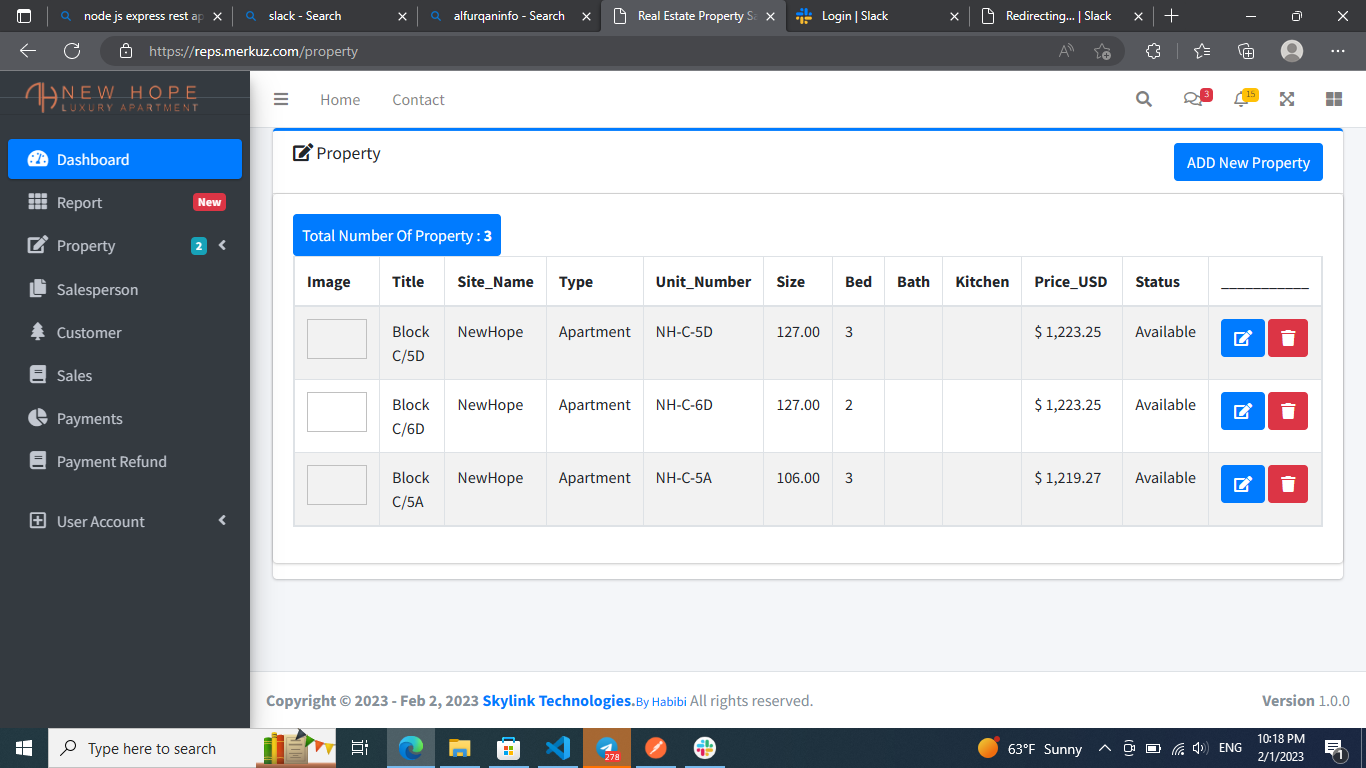 node js express rest ap
slack - Search
alfurqaninfo - Search
Real Estate Property Sa
Login | Slack
Redirecting... | Slack
https://reps.merkuz.com/property
NEW HOPE
LUXURY APARTMENT
Home
Contact
3
15
Dashboard
Report
New
Property
2
Salesperson
Customer
Sales
Payments
Payment Refund
User Account
Property
ADD New Property
Total Number Of Property : 3
Image Title Site_Name Type Unit_Number Size Bed Bath Kitchen Price_USD Status ___________
Block NewHope Apartment NH-C-5D 127.00 3 $ 1,223.25 Available
C/5D
Block NewHope Apartment NH-C-6D 127.00 2 $ 1,223.25 Available
C/6D
Block NewHope Apartment NH-C-5A 106.00 3 $ 1,219.27 Available
C/5A
Copyright © 2023 - Feb 2, 2023 Skylink Technologies.By Habibi All rights reserved.
Version 1.0.0
Type here to search
278
63°F Sunny
ENG
10:18 PM
2/1/2023
1